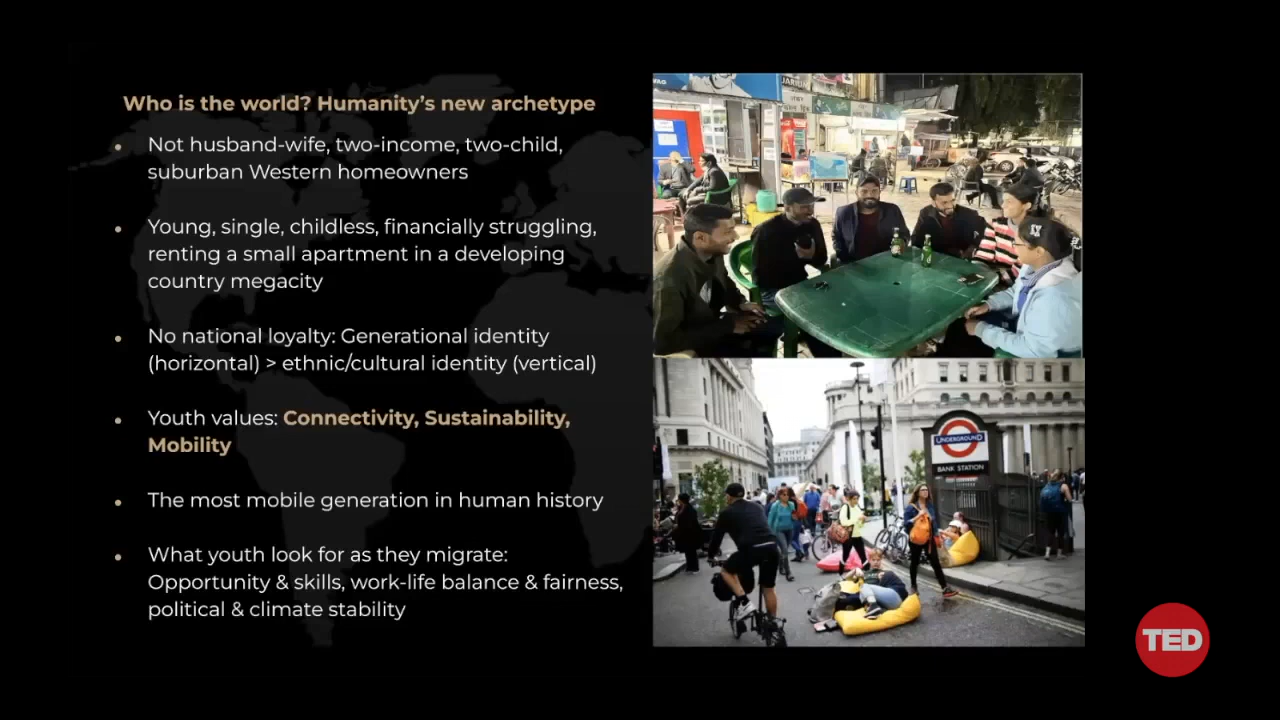 Who is the world? Humanity's new archetype
• Not husband-wife, two-income, two-child,
suburban Western homeowners
• Young, single, childless, financially struggling,
renting a small apartment in a developing
country megacity
• No national loyalty: Generational identity
(horizontal) > ethnic/cultural identity (vertical)
• Youth values: Connectivity, Sustainability,
Mobility
• The most mobile generation in human history
• What youth look for as they migrate:
Opportunity & skills, work-life balance & fairness,
political & climate stability
UNDERGROUND
BANK STATION
TED